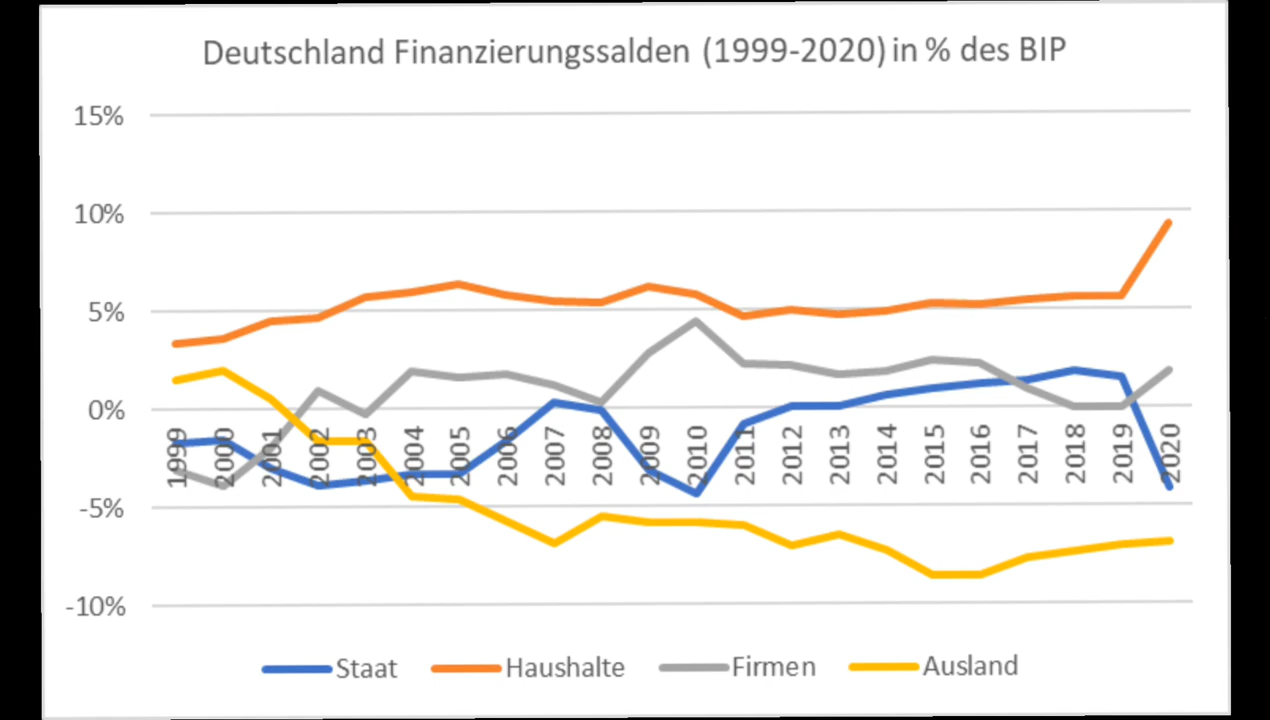 Deutschland Finanzierungssalden (1999-2020) in % des BIP
15%
10%
5%
0%
-5%
-10%
1999 2000 2001 2002 2003 2004 2005 2006 2007 2008 2009 2010 2011 2012 2013 2014 2015 2016 2017 2018 2019 2020
Staat Haushalte Firmen Ausland